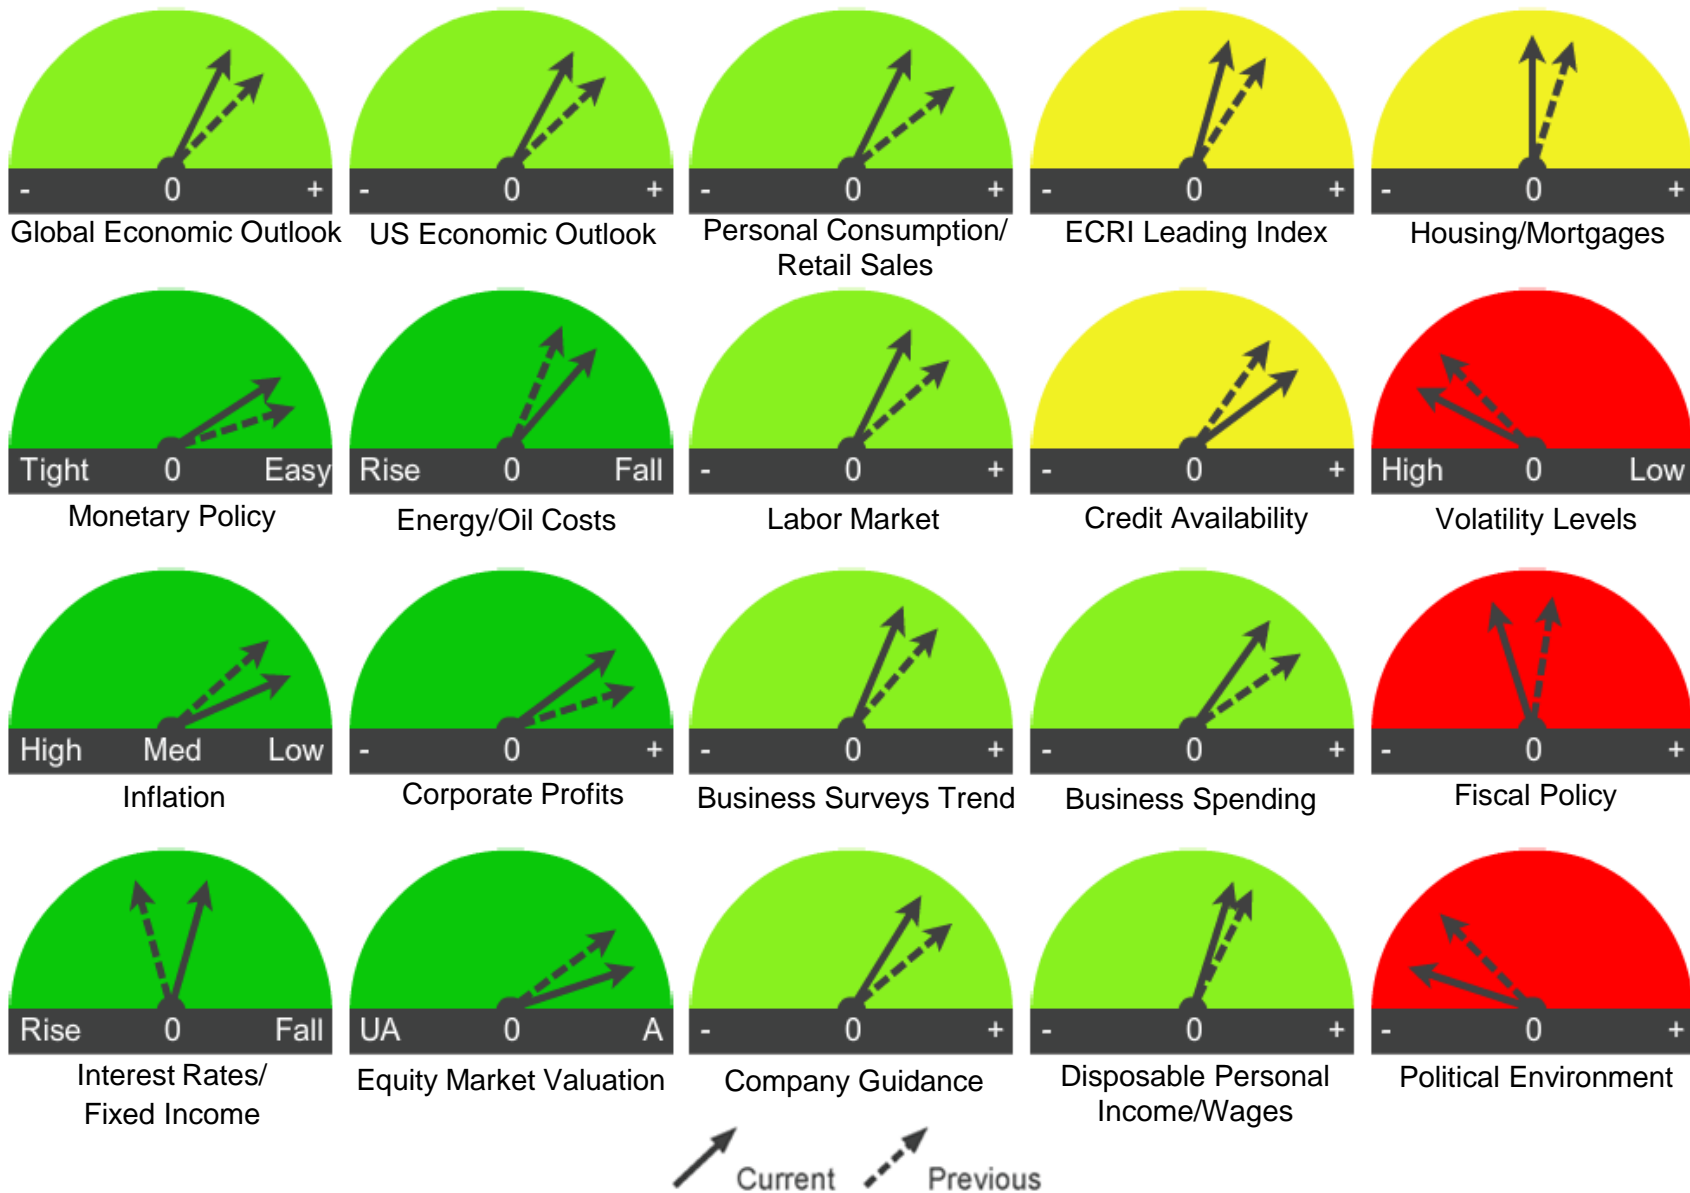 - 0 +
- 0 +
- 0 +
- 0 +
- 0 +
Global Economic Outlook
US Economic Outlook
Personal Consumption/
Retail Sales
ECRI Leading Index
Housing/Mortgages
Tight 0 Easy
Rise 0 Fall
- 0 +
- 0 +
High 0 Low
Monetary Policy
Energy/Oil Costs
Labor Market
Credit Availability
Volatility Levels
High Med Low
- 0 +
- 0 +
- 0 +
- 0 +
Inflation
Corporate Profits
Business Surveys Trend
Business Spending
Fiscal Policy
Rise 0 Fall
UA 0 A
- 0 +
- 0 +
- 0 +
Interest Rates/
Fixed Income
Equity Market Valuation
Company Guidance
Disposable Personal
Income/Wages
Political Environment
Current
Previous